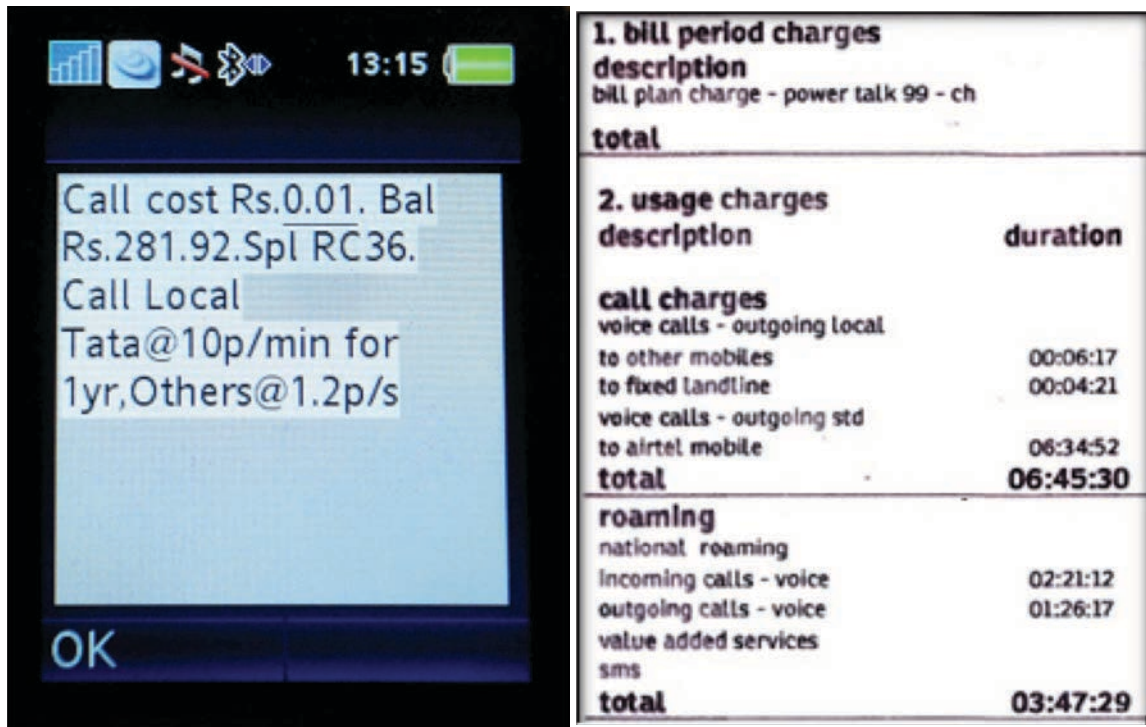 13:15
Call cost Rs.0.01. Bal
Rs.281.92.Spl RC36.
Call Local
Tata@10p/min for
1yr,Others@1.2p/s
OK
1. bill period charges
description
bill plan charge - power talk 99 - ch
total
2. usage charges
description duration
call charges
voice calls - outgoing local
to other mobiles 00:06:17
to fixed landline 00:04:21
voice calls - outgoing std
to airtel mobile 06:34:52
total 06:45:30
roaming
national roaming
incoming calls - voice 02:21:12
outgoing calls - voice 01:26:17
value added services
sms
total 03:47:29